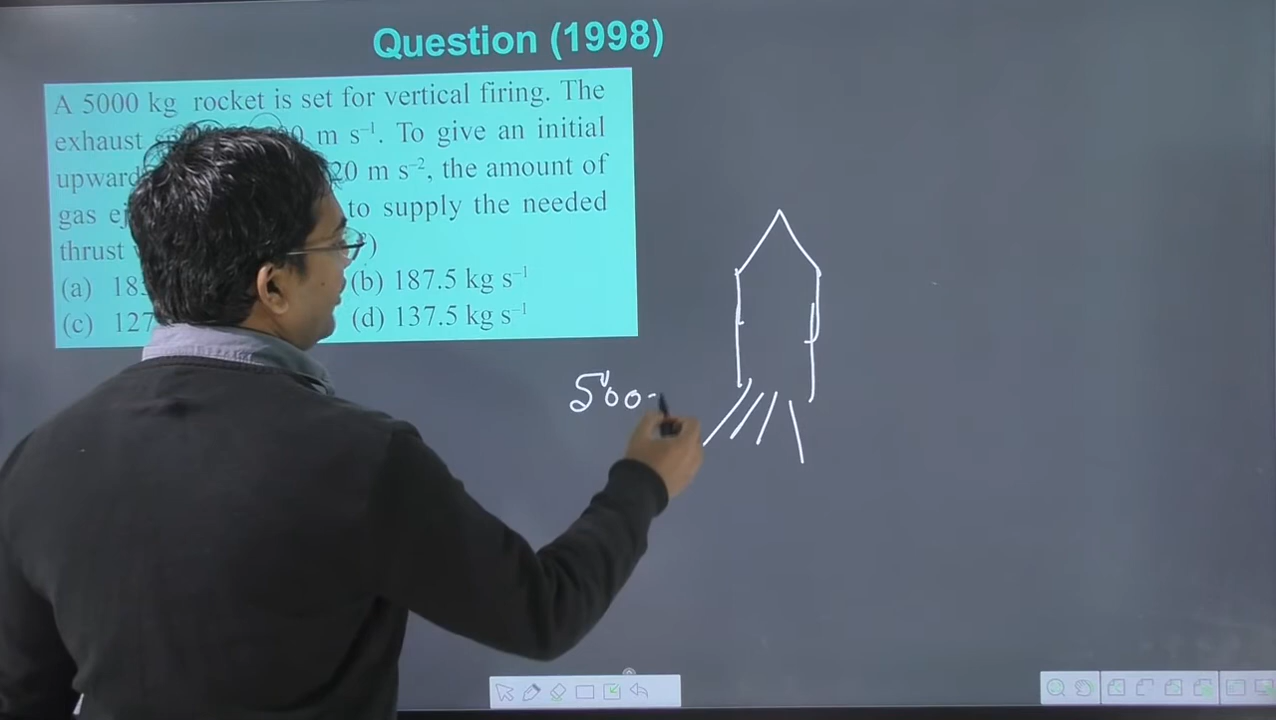 Question (1998)
A 5000 kg rocket is set for vertical firing. The
exhaust m s⁻¹. To give an initial
upward 20 m s⁻², the amount of
gas to supply the needed
thrust
(a) (b) 187.5 kg s⁻¹
(c) (d) 137.5 kg s⁻¹
500